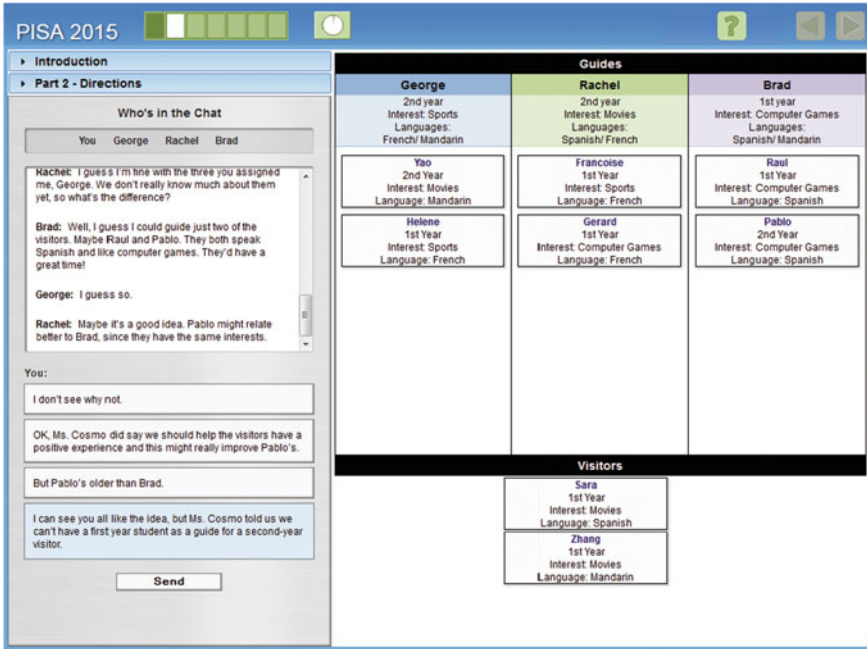 PISA 2015
?
Introduction
Part 2 - Directions
Who's in the Chat
You George Rachel Brad
Rachel: I guess I'm fine with the three you assigned
me, George. We don't really know much about them
yet, so what's the difference?
Brad: Well, I guess I could guide just two of the
visitors. Maybe Raul and Pablo. They both speak
Spanish and like computer games. They'd have a
great time!
George: I guess so.
Rachel: Maybe it's a good idea. Pablo might relate
better to Brad, since they have the same interests.
You:
I don't see why not.
OK, Ms. Cosmo did say we should help the visitors have a
positive experience and this might really improve Pablo's.
But Pablo's older than Brad.
I can see you all like the idea, but Ms. Cosmo told us we
can't have a first year student as a guide for a second-year
visitor.
Send
Guides
George
2nd year
Interest: Sports
Languages:
French/ Mandarin
Yao
2nd Year
Interest: Movies
Language: Mandarin
Helene
1st Year
Interest: Sports
Language: French
Rachel
2nd year
Interest: Movies
Languages:
Spanish/ French
Francoise
1st Year
Interest: Sports
Language: French
Gerard
1st Year
Interest: Computer Games
Language: French
Brad
1st year
Interest: Computer Games
Languages:
Spanish/ Mandarin
Raul
1st Year
Interest: Computer Games
Language: Spanish
Pablo
2nd Year
Interest: Computer Games
Language: Spanish
Visitors
Sara
1st Year
Interest: Movies
Language: Spanish
Zhang
1st Year
Interest: Movies
Language: Mandarin